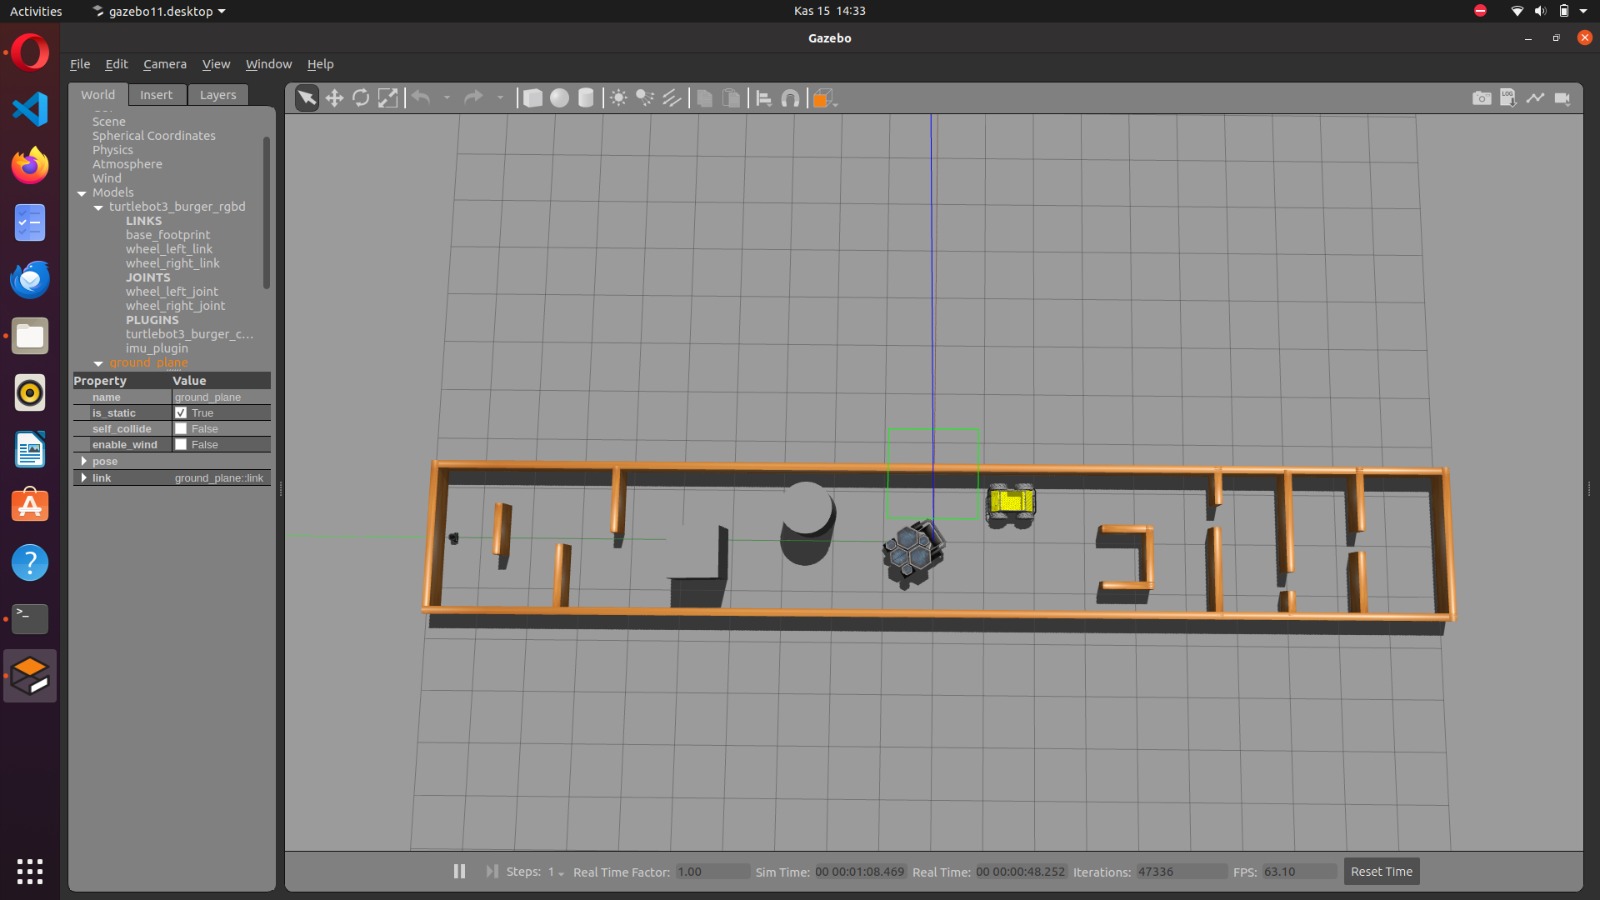 Activities
gazebo11.desktop
Kas 15 14:33
Gazebo
File Edit Camera View Window Help
World Insert Layers
Scene
Spherical Coordinates
Physics
Atmosphere
Wind
Models
turtlebot3_burger_rgbd
LINKS
base_footprint
wheel_left_link
wheel_right_link
JOINTS
wheel_left_joint
wheel_right_joint
PLUGINS
turtlebot3_burger_c...
imu_plugin
ground_plane
Property Value
name ground_plane
is_static True
self_collide False
enable_wind False
pose
link ground_plane::link
LOG
Steps: 1 Real Time Factor: 1.00 Sim Time: 00 00:01:08.469 Real Time: 00 00:00:48.252 Iterations: 47336 FPS: 63.10 Reset Time